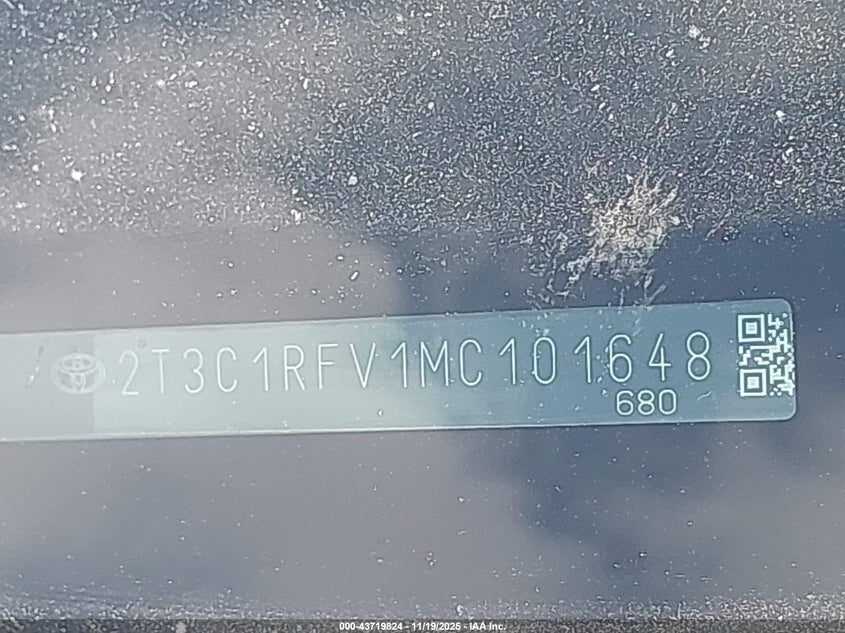 2T3C1RFV1MC101648
680
000-43719824 - 11/19/2025 - IAA Inc.